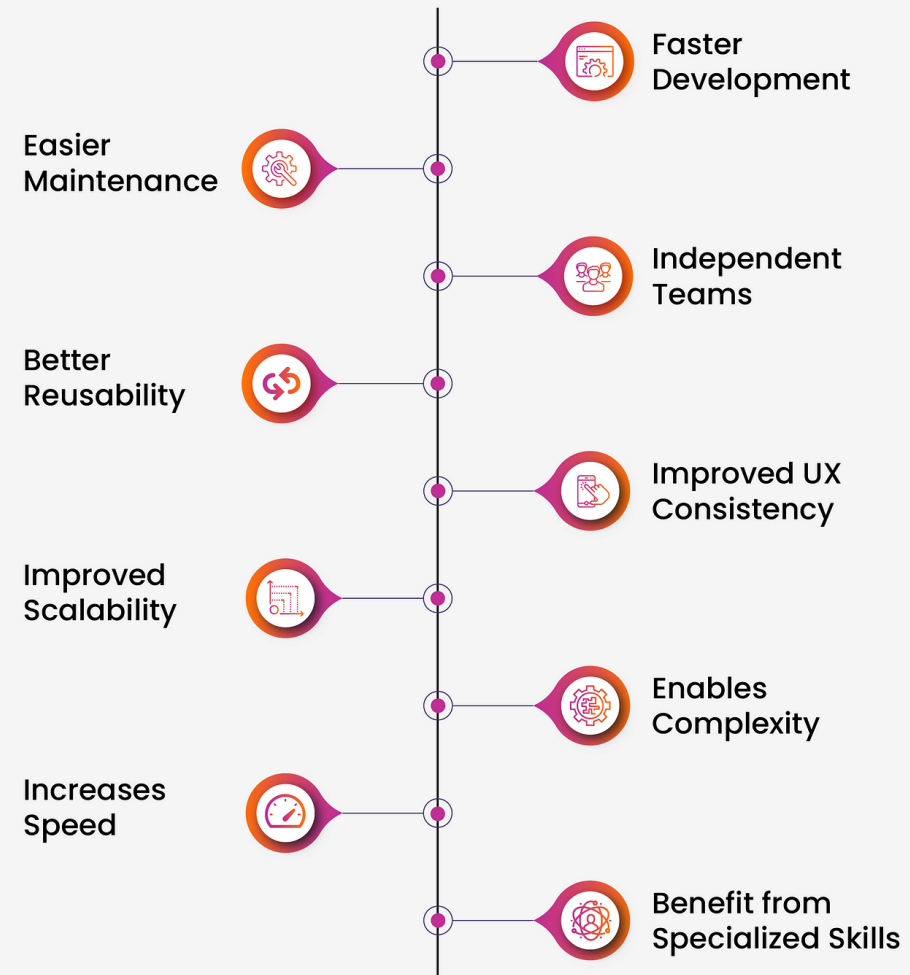 Faster
Development
Easier
Maintenance
Independent
Teams
Better
Reusability
Improved UX
Consistency
Improved
Scalability
Enables
Complexity
Increases
Speed
Benefit from
Specialized Skills